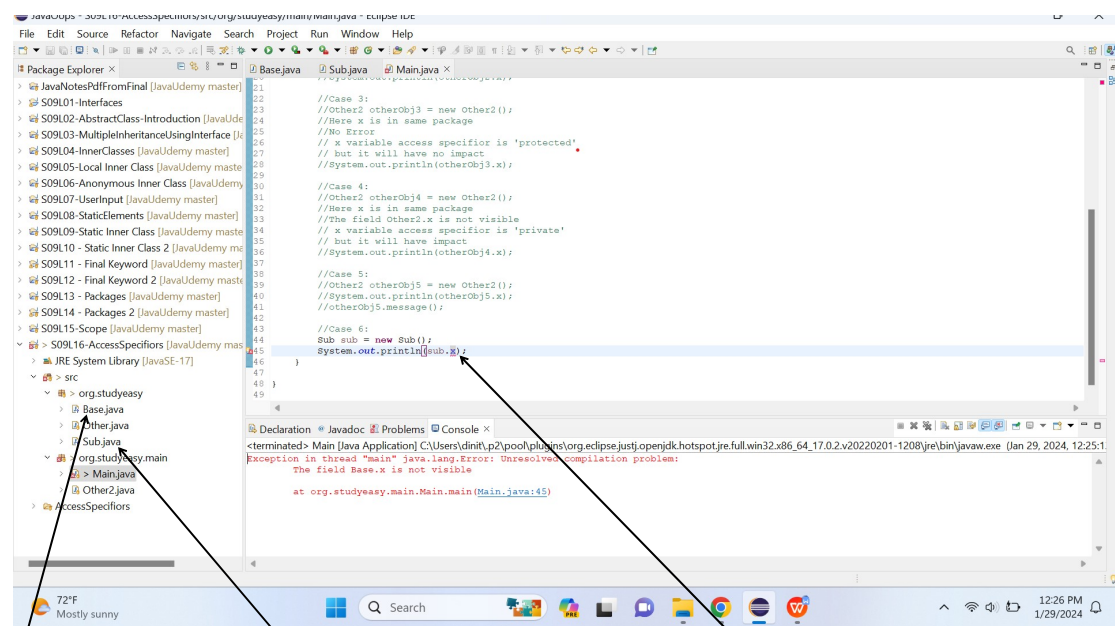 JavaOops - S09L16-AccessSpecifiors/src/org/studyeasy/main/Main.java - Eclipse IDE
File Edit Source Refactor Navigate Search Project Run Window Help
Package Explorer ×
Base.java Sub.java Main.java ×
JavaNotesPdfFromFinal [JavaUdemy master]
S09L01-Interfaces
S09L02-AbstractClass-Introduction [JavaUde
S09L03-MultipleInheritanceUsingInterface [Ja
S09L04-InnerClasses [JavaUdemy master]
S09L05-Local Inner Class [JavaUdemy maste
S09L06-Anonymous Inner Class [JavaUdemy
S09L07-UserInput [JavaUdemy master]
S09L08-StaticElements [JavaUdemy master]
S09L09-Static Inner Class [JavaUdemy maste
S09L10 - Static Inner Class 2 [JavaUdemy ma
S09L11 - Final Keyword [JavaUdemy master]
S09L12 - Final Keyword 2 [JavaUdemy maste
S09L13 - Packages [JavaUdemy master]
S09L14 - Packages 2 [JavaUdemy master]
S09L15-Scope [JavaUdemy master]
> S09L16-AccessSpecifiors [JavaUdemy mas
JRE System Library [JavaSE-17]
> src
> org.studyeasy
Base.java
Other.java
Sub.java
> org.studyeasy.main
> Main.java
Other2.java
AccessSpecifiors
21
22 //Case 3:
23 //Other2 otherObj3 = new Other2();
24 //Here x is in same package
25 //No Error
26 // x variable access specifior is 'protected'
27 // but it will have no impact
28 //System.out.println(otherObj3.x);
29
30 //Case 4:
31 //Other2 otherObj4 = new Other2();
32 //Here x is in same package
33 //The field Other2.x is not visible
34 // x variable access specifior is 'private'
35 // but it will have impact
36 //System.out.println(otherObj4.x);
37
38 //Case 5:
39 //Other2 otherObj5 = new Other2();
40 //System.out.println(otherObj5.x);
41 //otherObj5.message();
42
43 //Case 6:
44 Sub sub = new Sub();
45 System.out.println(sub.x);
46 }
47
48 }
49
Declaration Javadoc Problems Console ×
<terminated> Main [Java Application] C:\Users\dinit\.p2\pool\plugins\org.eclipse.justj.openjdk.hotspot.jre.full.win32.x86_64_17.0.2.v20220201-1208\jre\bin\javaw.exe (Jan 29, 2024, 12:25:1
Exception in thread "main" java.lang.Error: Unresolved compilation problem:
The field Base.x is not visible
at org.studyeasy.main.Main.main(Main.java:45)
72°F
Mostly sunny
Search
PRE
12:26 PM
1/29/2024